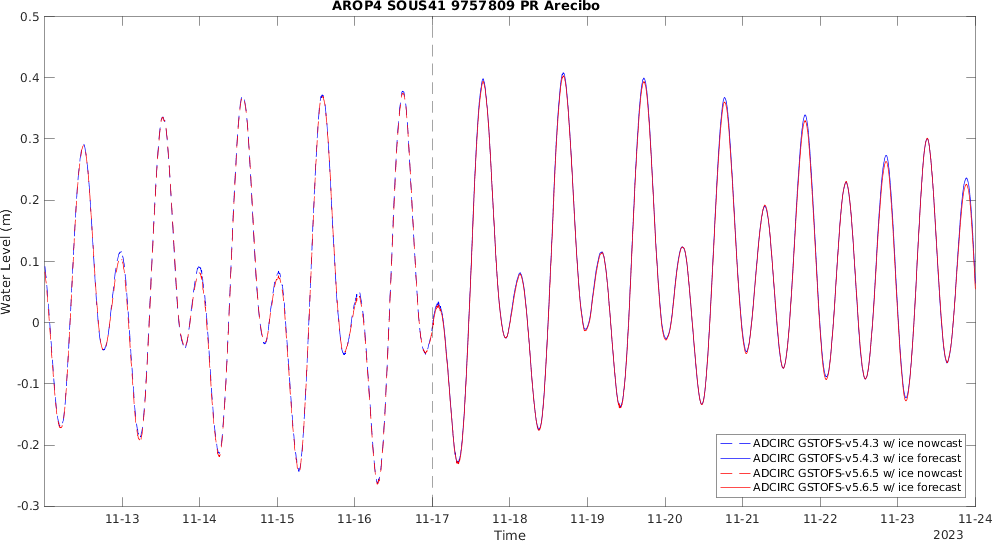 AROP4 SOUS41 9757809 PR Arecibo
0.5
0.4
0.3
0.2
0.1
0
-0.1
-0.2
-0.3
Water Level (m)
ADCIRC GSTOFS-v5.4.3 w/ ice nowcast
ADCIRC GSTOFS-v5.4.3 w/ ice forecast
ADCIRC GSTOFS-v5.6.5 w/ ice nowcast
ADCIRC GSTOFS-v5.6.5 w/ ice forecast
11-13 11-14 11-15 11-16 11-17 11-18 11-19 11-20 11-21 11-22 11-23 11-24
Time
2023